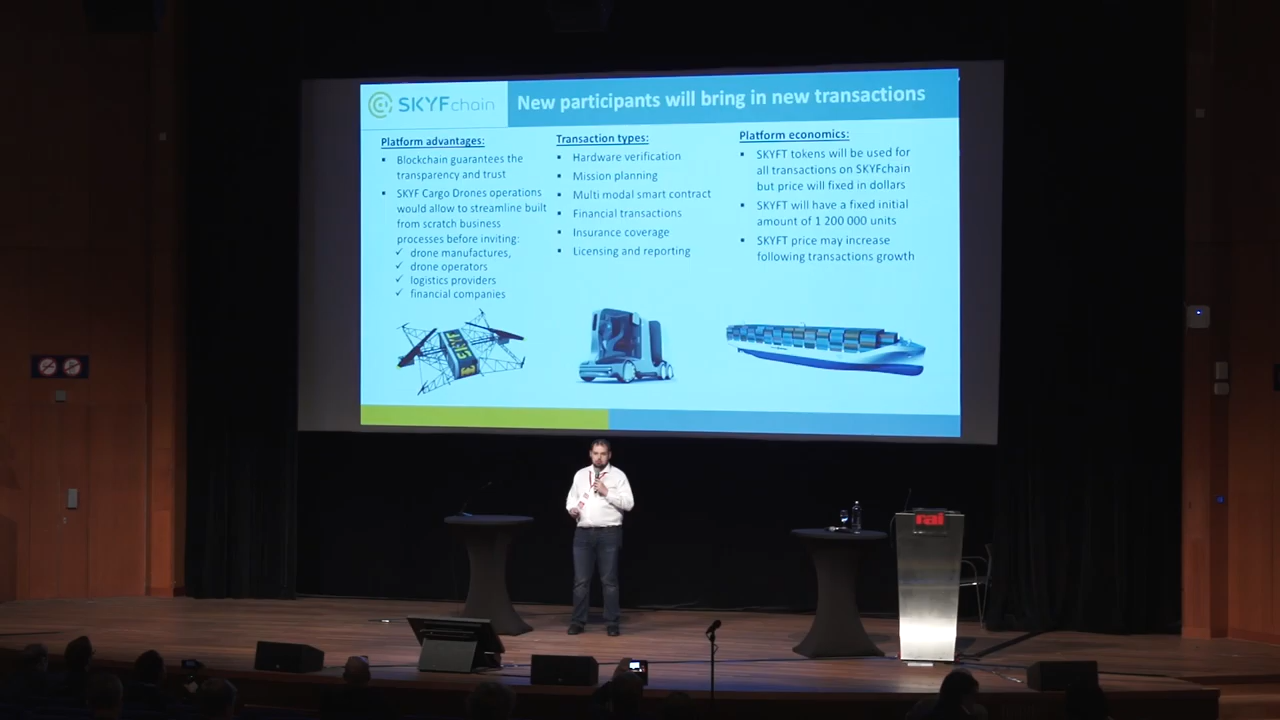 SKYFchain
New participants will bring in new transactions
Platform advantages:
Blockchain guarantees the
transparency and trust
SKYF Cargo Drones operations
would allow to streamline built
from scratch business
processes before inviting:
drone manufactures,
drone operators
logistics providers
financial companies
Transaction types:
Hardware verification
Mission planning
Multi modal smart contract
Financial transactions
Insurance coverage
Licensing and reporting
Platform economics:
SKYFT tokens will be used for
all transactions on SKYFchain
but price will fixed in dollars
SKYFT will have a fixed initial
amount of 1 200 000 units
SKYFT price may increase
following transactions growth
SKYF
rai